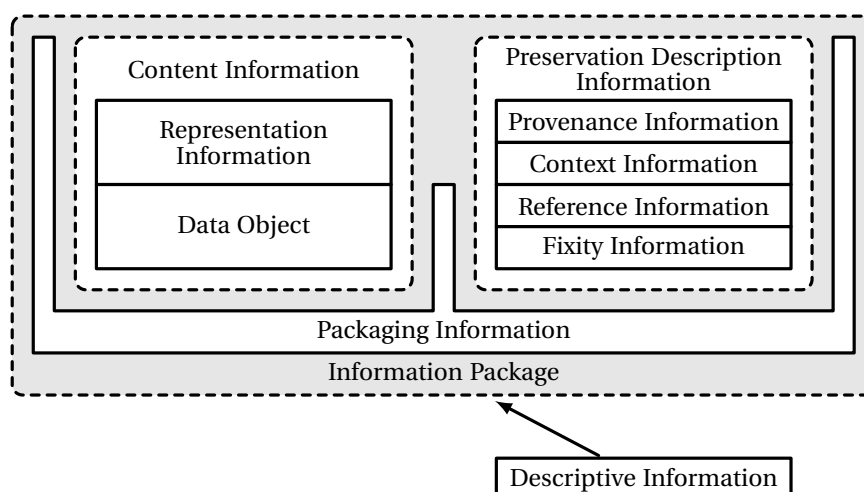 Content Information
Representation
Information
Data Object
Preservation Description
Information
Provenance Information
Context Information
Reference Information
Fixity Information
Packaging Information
Information Package
Descriptive Information